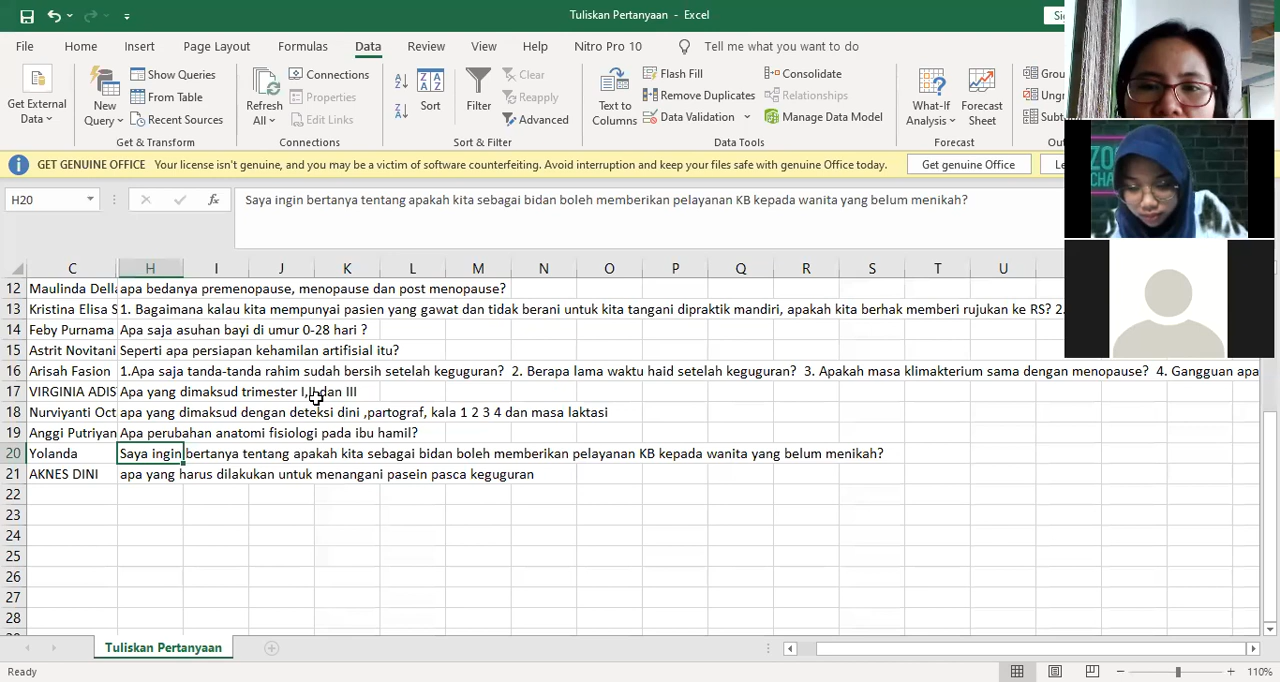 Tuliskan Pertanyaan - Excel
File Home Insert Page Layout Formulas Data Review View Help Nitro Pro 10 Tell me what you want to do
Get External Data
New Query
Show Queries
From Table
Recent Sources
Get & Transform
Refresh All
Connections
Properties
Edit Links
Connections
Sort
Filter
Clear
Reapply
Advanced
Sort & Filter
Text to Columns
Flash Fill
Remove Duplicates
Data Validation
Consolidate
Relationships
Manage Data Model
Data Tools
What-If Analysis
Forecast Sheet
Forecast
GET GENUINE OFFICE Your license isn't genuine, and you may be a victim of software counterfeiting. Avoid interruption and keep your files safe with genuine Office today. Get genuine Office
H20 fx Saya ingin bertanya tentang apakah kita sebagai bidan boleh memberikan pelayanan KB kepada wanita yang belum menikah?
C H I J K L M N O P Q R S T U
12 Maulinda Della apa bedanya premenopause, menopause dan post menopause?
13 Kristina Elisa S 1. Bagaimana kalau kita mempunyai pasien yang gawat dan tidak berani untuk kita tangani dipraktik mandiri, apakah kita berhak memberi rujukan ke RS? 2.
14 Feby Purnama Apa saja asuhan bayi di umur 0-28 hari ?
15 Astrit Novitani Seperti apa persiapan kehamilan artifisial itu?
16 Arisah Fasion 1.Apa saja tanda-tanda rahim sudah bersih setelah keguguran? 2. Berapa lama waktu haid setelah keguguran? 3. Apakah masa klimakterium sama dengan menopause? 4. Gangguan apa
17 VIRGINIA ADIS Apa yang dimaksud trimester I,II dan III
18 Nurviyanti Oct apa yang dimaksud dengan deteksi dini ,partograf, kala 1 2 3 4 dan masa laktasi
19 Anggi Putriyan Apa perubahan anatomi fisiologi pada ibu hamil?
20 Yolanda Saya ingin bertanya tentang apakah kita sebagai bidan boleh memberikan pelayanan KB kepada wanita yang belum menikah?
21 AKNES DINI apa yang harus dilakukan untuk menangani pasein pasca keguguran
22
23
24
25
26
27
28
Tuliskan Pertanyaan
Ready 110%